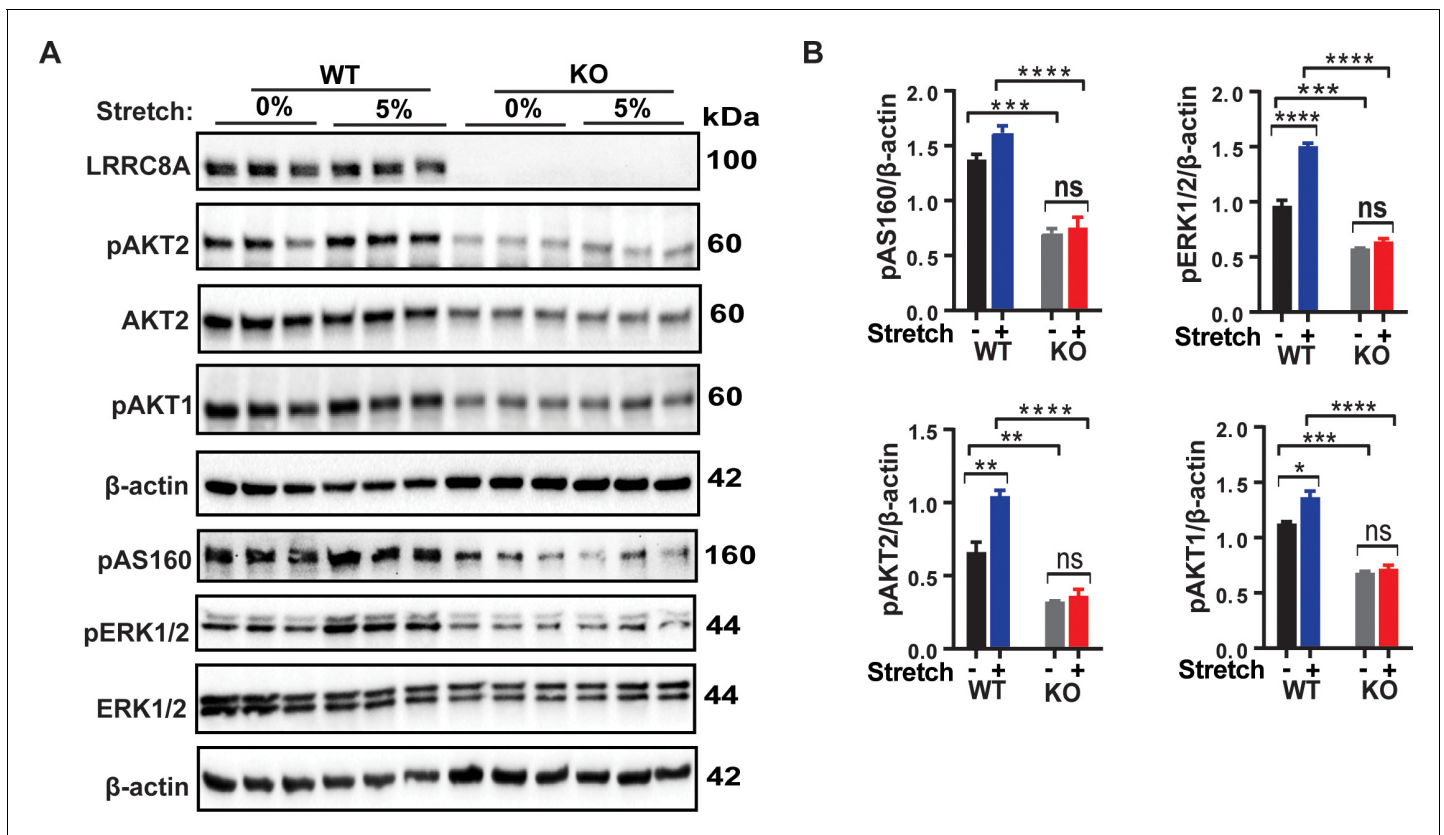 A
WT KO
Stretch: 0% 5% 0% 5% kDa
LRRC8A 100
pAKT2 60
AKT2 60
pAKT1 60
β-actin 42
pAS160 160
pERK1/2 44
ERK1/2 44
β-actin 42
B
pAS160/β-actin
2.0
1.5
1.0
0.5
0.0
****
***
ns
Stretch - + - +
WT KO
pERK1/2/β-actin
2.0
1.5
1.0
0.5
0.0
****
***
****
ns
Stretch - + - +
WT KO
pAKT2/β-actin
1.5
1.0
0.5
0.0
****
**
**
ns
Stretch - + - +
WT KO
pAKT1/β-actin
2.0
1.5
1.0
0.5
0.0
****
***
*
ns
Stretch - + - +
WT KO